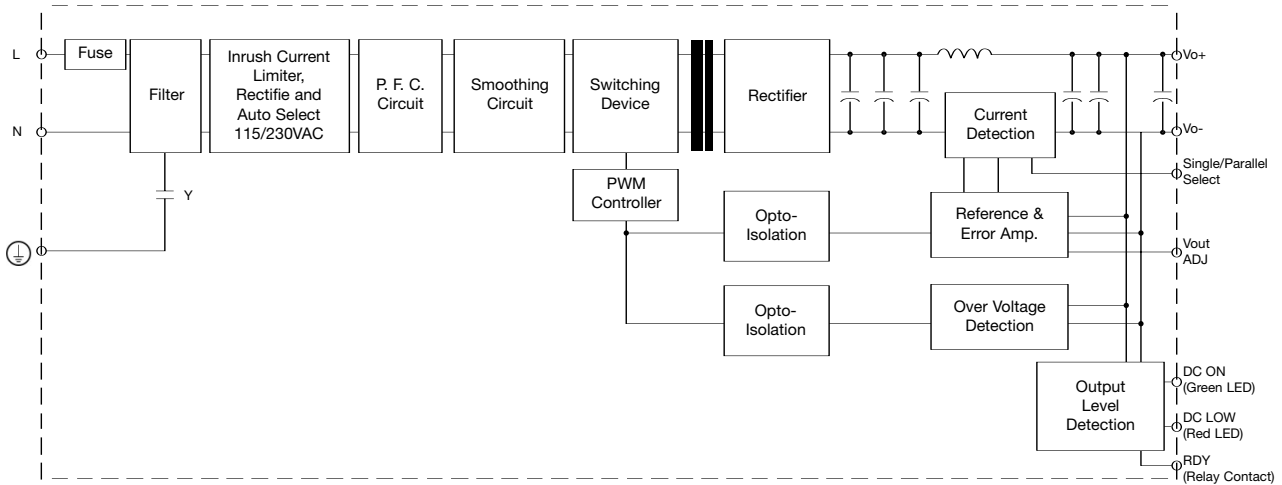 L
Fuse
Filter
Inrush Current
Limiter,
Rectifie and
Auto Select
115/230VAC
P. F. C.
Circuit
Smoothing
Circuit
Switching
Device
Rectifier
Vo+
Current
Detection
N
Vo-
Single/Parallel
Select
Y
PWM
Controller
Opto-
Isolation
Reference &
Error Amp.
Vout
ADJ
Opto-
Isolation
Over Voltage
Detection
Output
Level
Detection
DC ON
(Green LED)
DC LOW
(Red LED)
RDY
(Relay Contact)